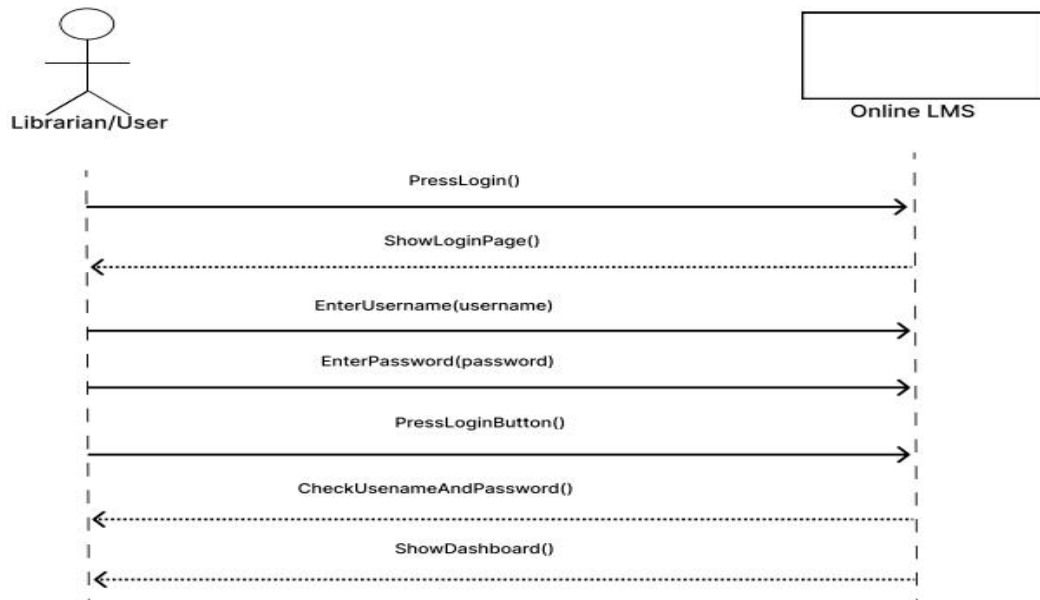 Librarian/User
Online LMS
PressLogin()
ShowLoginPage()
EnterUsername(username)
EnterPassword(password)
PressLoginButton()
CheckUsenameAndPassword()
ShowDashboard()